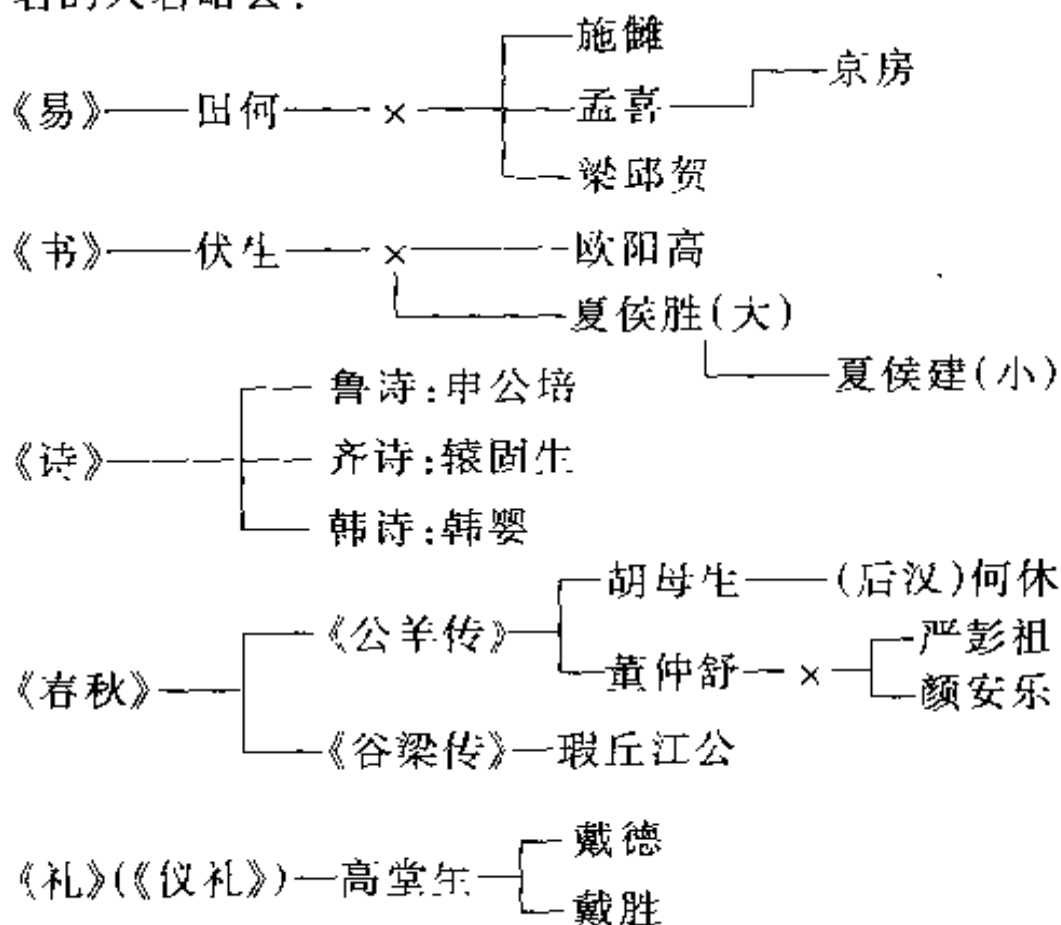 施雠
京房
《易》——田何——×——孟喜
梁邱贺
《书》——伏生——×——欧阳高
夏侯胜(大)
夏侯建(小)
鲁诗:申公培
《诗》——齐诗:辕固生
韩诗:韩婴
胡母生——(后汉)何休
《公羊传》
严彭祖
董仲舒—×—
《春秋》
颜安乐
《谷梁传》—瑕丘江公
戴德
《礼》(《仪礼》)—高堂生
戴胜